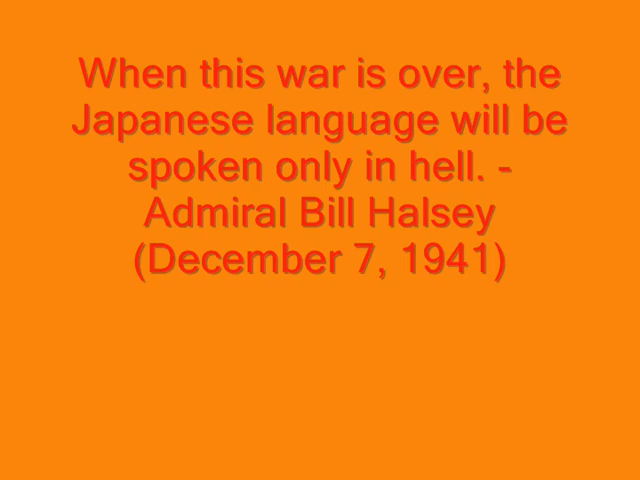 When this war is over, the
Japanese language will be
spoken only in hell. -
Admiral Bill Halsey
(December 7, 1941)